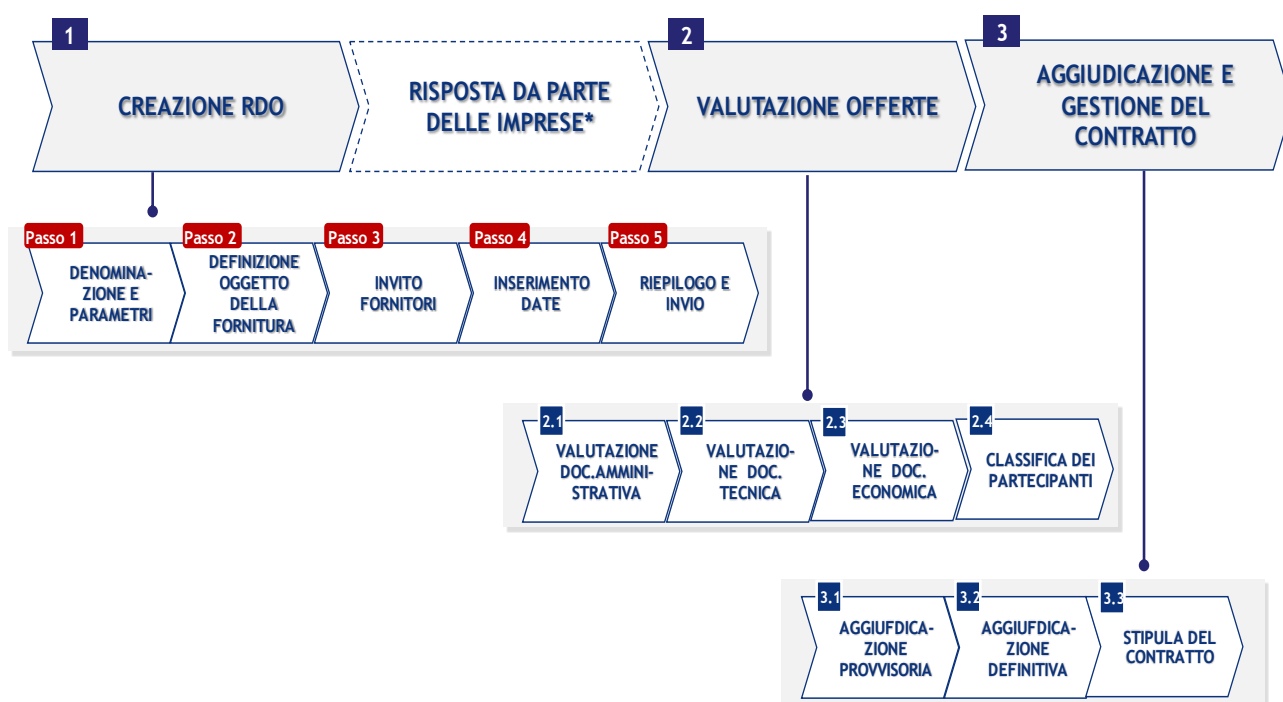 1
CREAZIONE RDO
RISPOSTA DA PARTE
DELLE IMPRESE*
2
VALUTAZIONE OFFERTE
3
AGGIUDICAZIONE E
GESTIONE DEL
CONTRATTO
Passo 1
DENOMINA-
ZIONE E
PARAMETRI
Passo 2
DEFINIZIONE
OGGETTO
DELLA
FORNITURA
Passo 3
INVITO
FORNITORI
Passo 4
INSERIMENTO
DATE
Passo 5
RIEPILOGO E
INVIO
2.1
VALUTAZIONE
DOC.AMMINI-
STRATIVA
2.2
VALUTAZIO-
NE DOC.
TECNICA
2.3
VALUTAZIO-
NE DOC.
ECONOMICA
2.4
CLASSIFICA DEI
PARTECIPANTI
3.1
AGGIUFDICA-
ZIONE
PROVVISORIA
3.2
AGGIUFDICA-
ZIONE
DEFINITIVA
3.3
STIPULA DEL
CONTRATTO